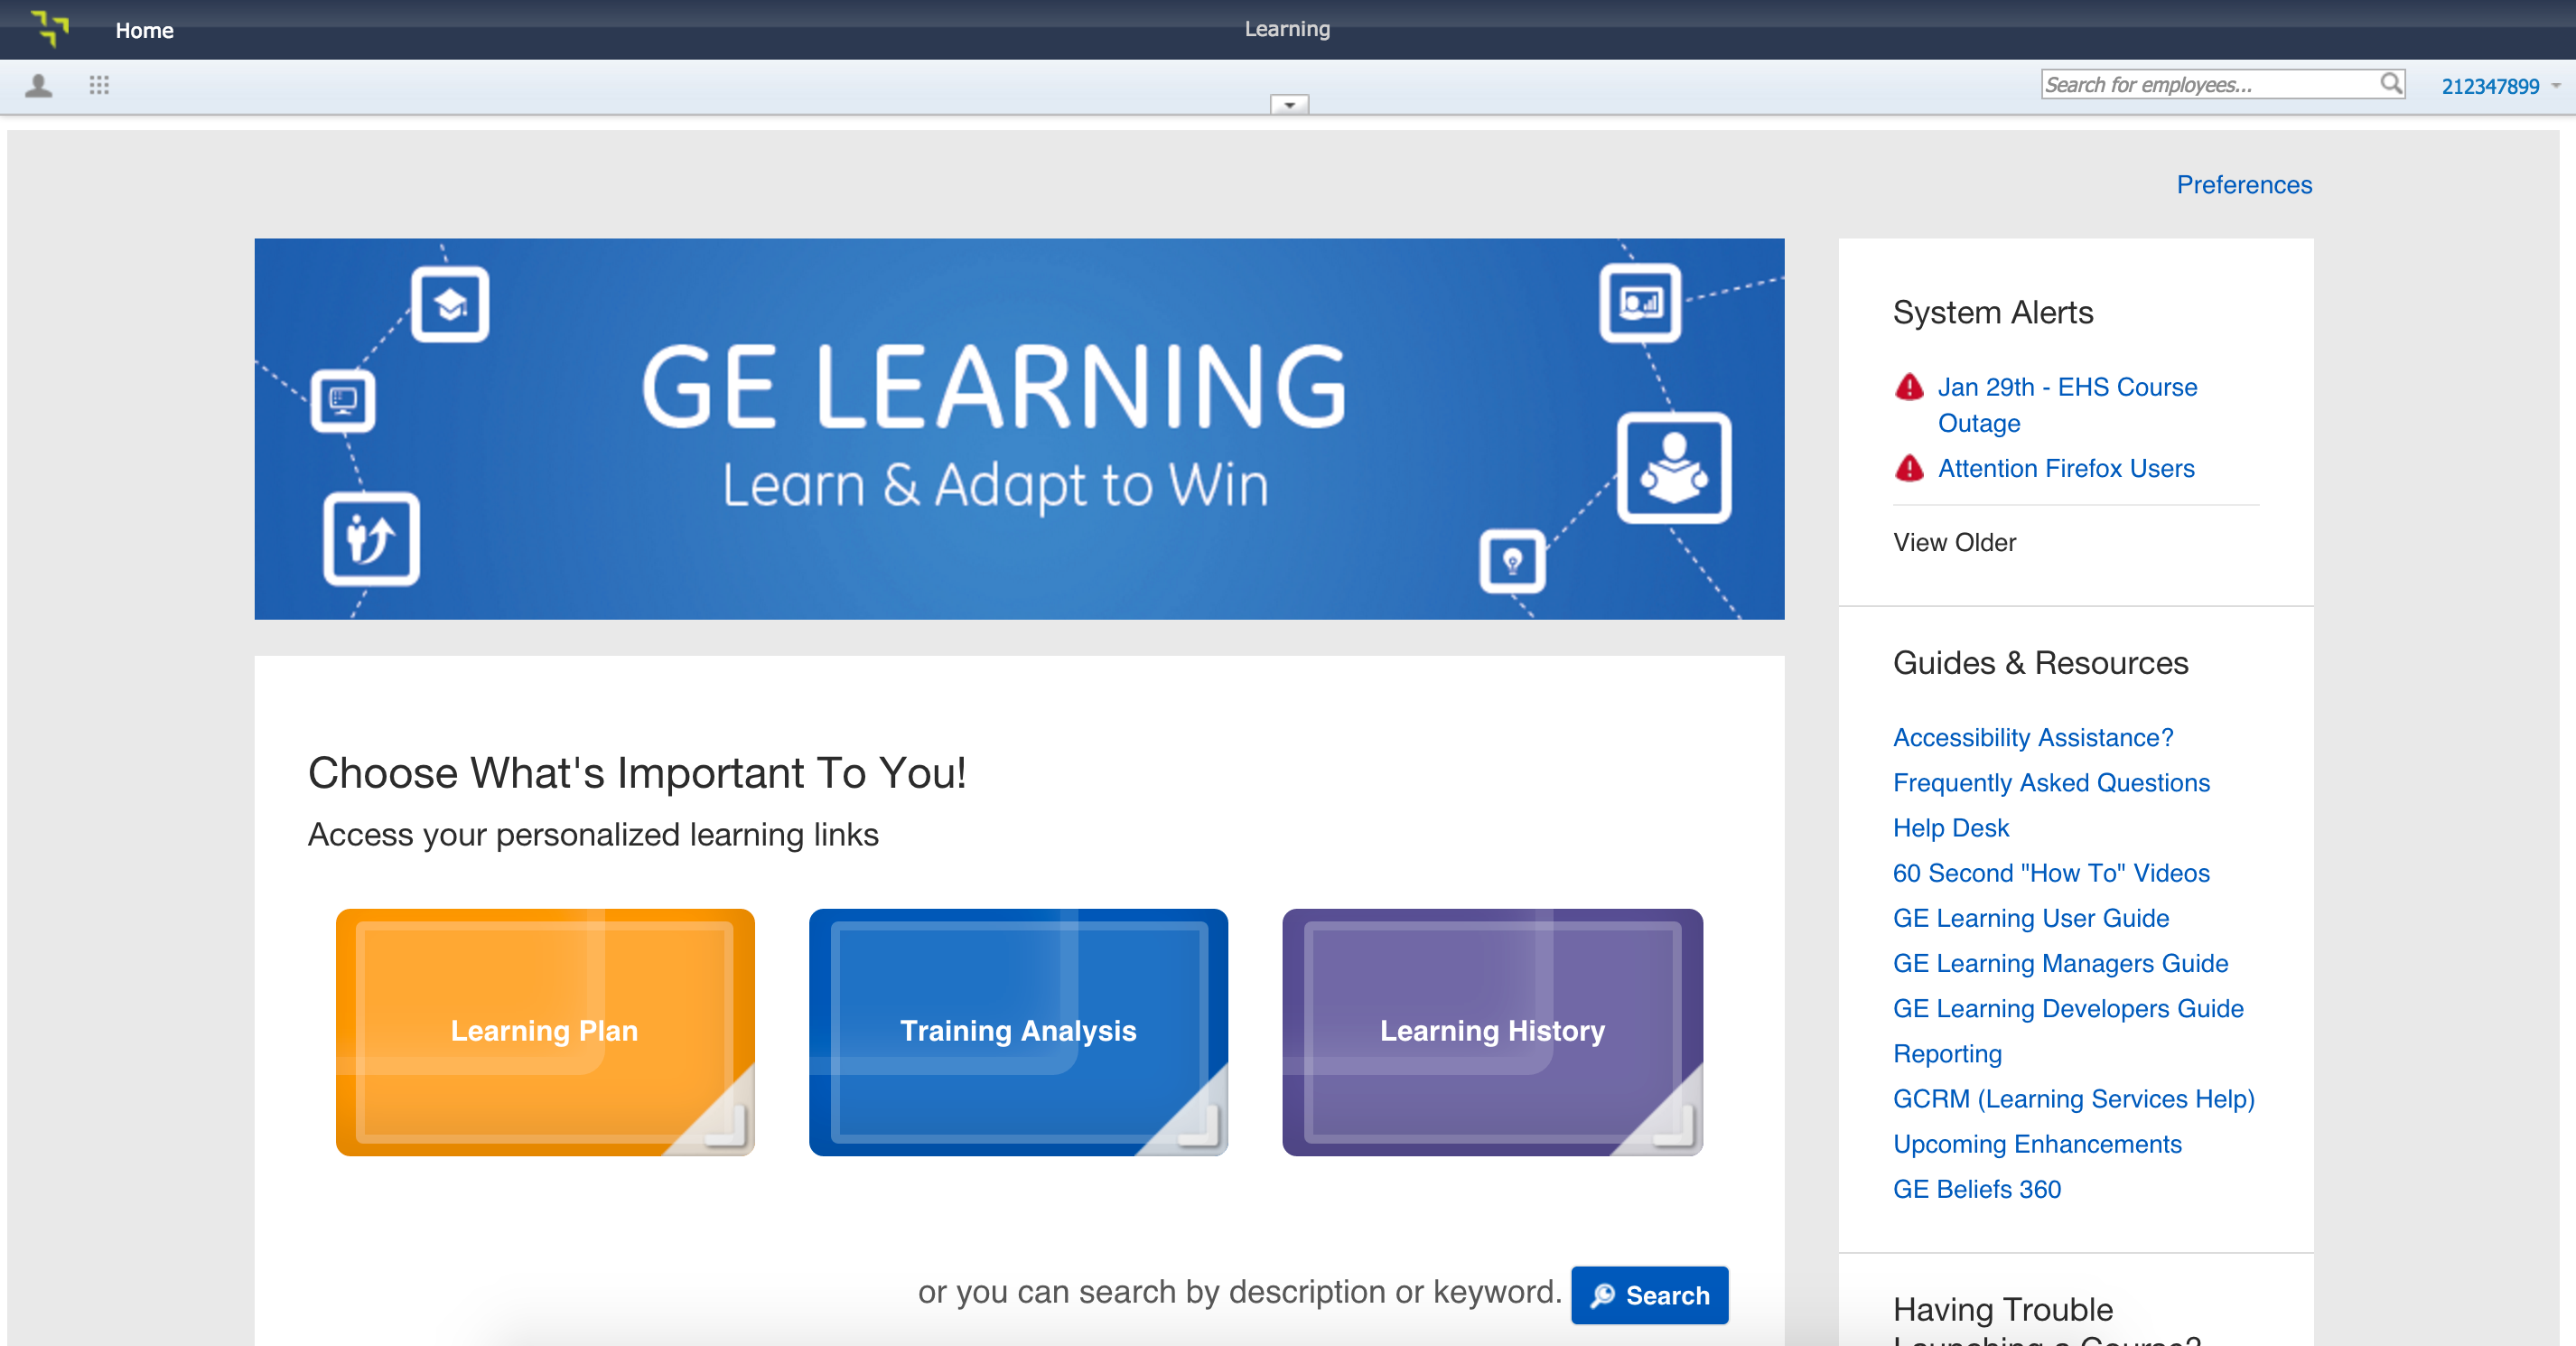 Home
Learning
Search for employees...
212347899
Preferences
GE LEARNING
Learn & Adapt to Win
System Alerts
Jan 29th - EHS Course
Outage
Attention Firefox Users
View Older
Guides & Resources
Accessibility Assistance?
Frequently Asked Questions
Help Desk
60 Second "How To" Videos
GE Learning User Guide
GE Learning Managers Guide
GE Learning Developers Guide
Reporting
GCRM (Learning Services Help)
Upcoming Enhancements
GE Beliefs 360
Having Trouble
Launching a Course?
Choose What's Important To You!
Access your personalized learning links
Learning Plan
Training Analysis
Learning History
or you can search by description or keyword.
Search